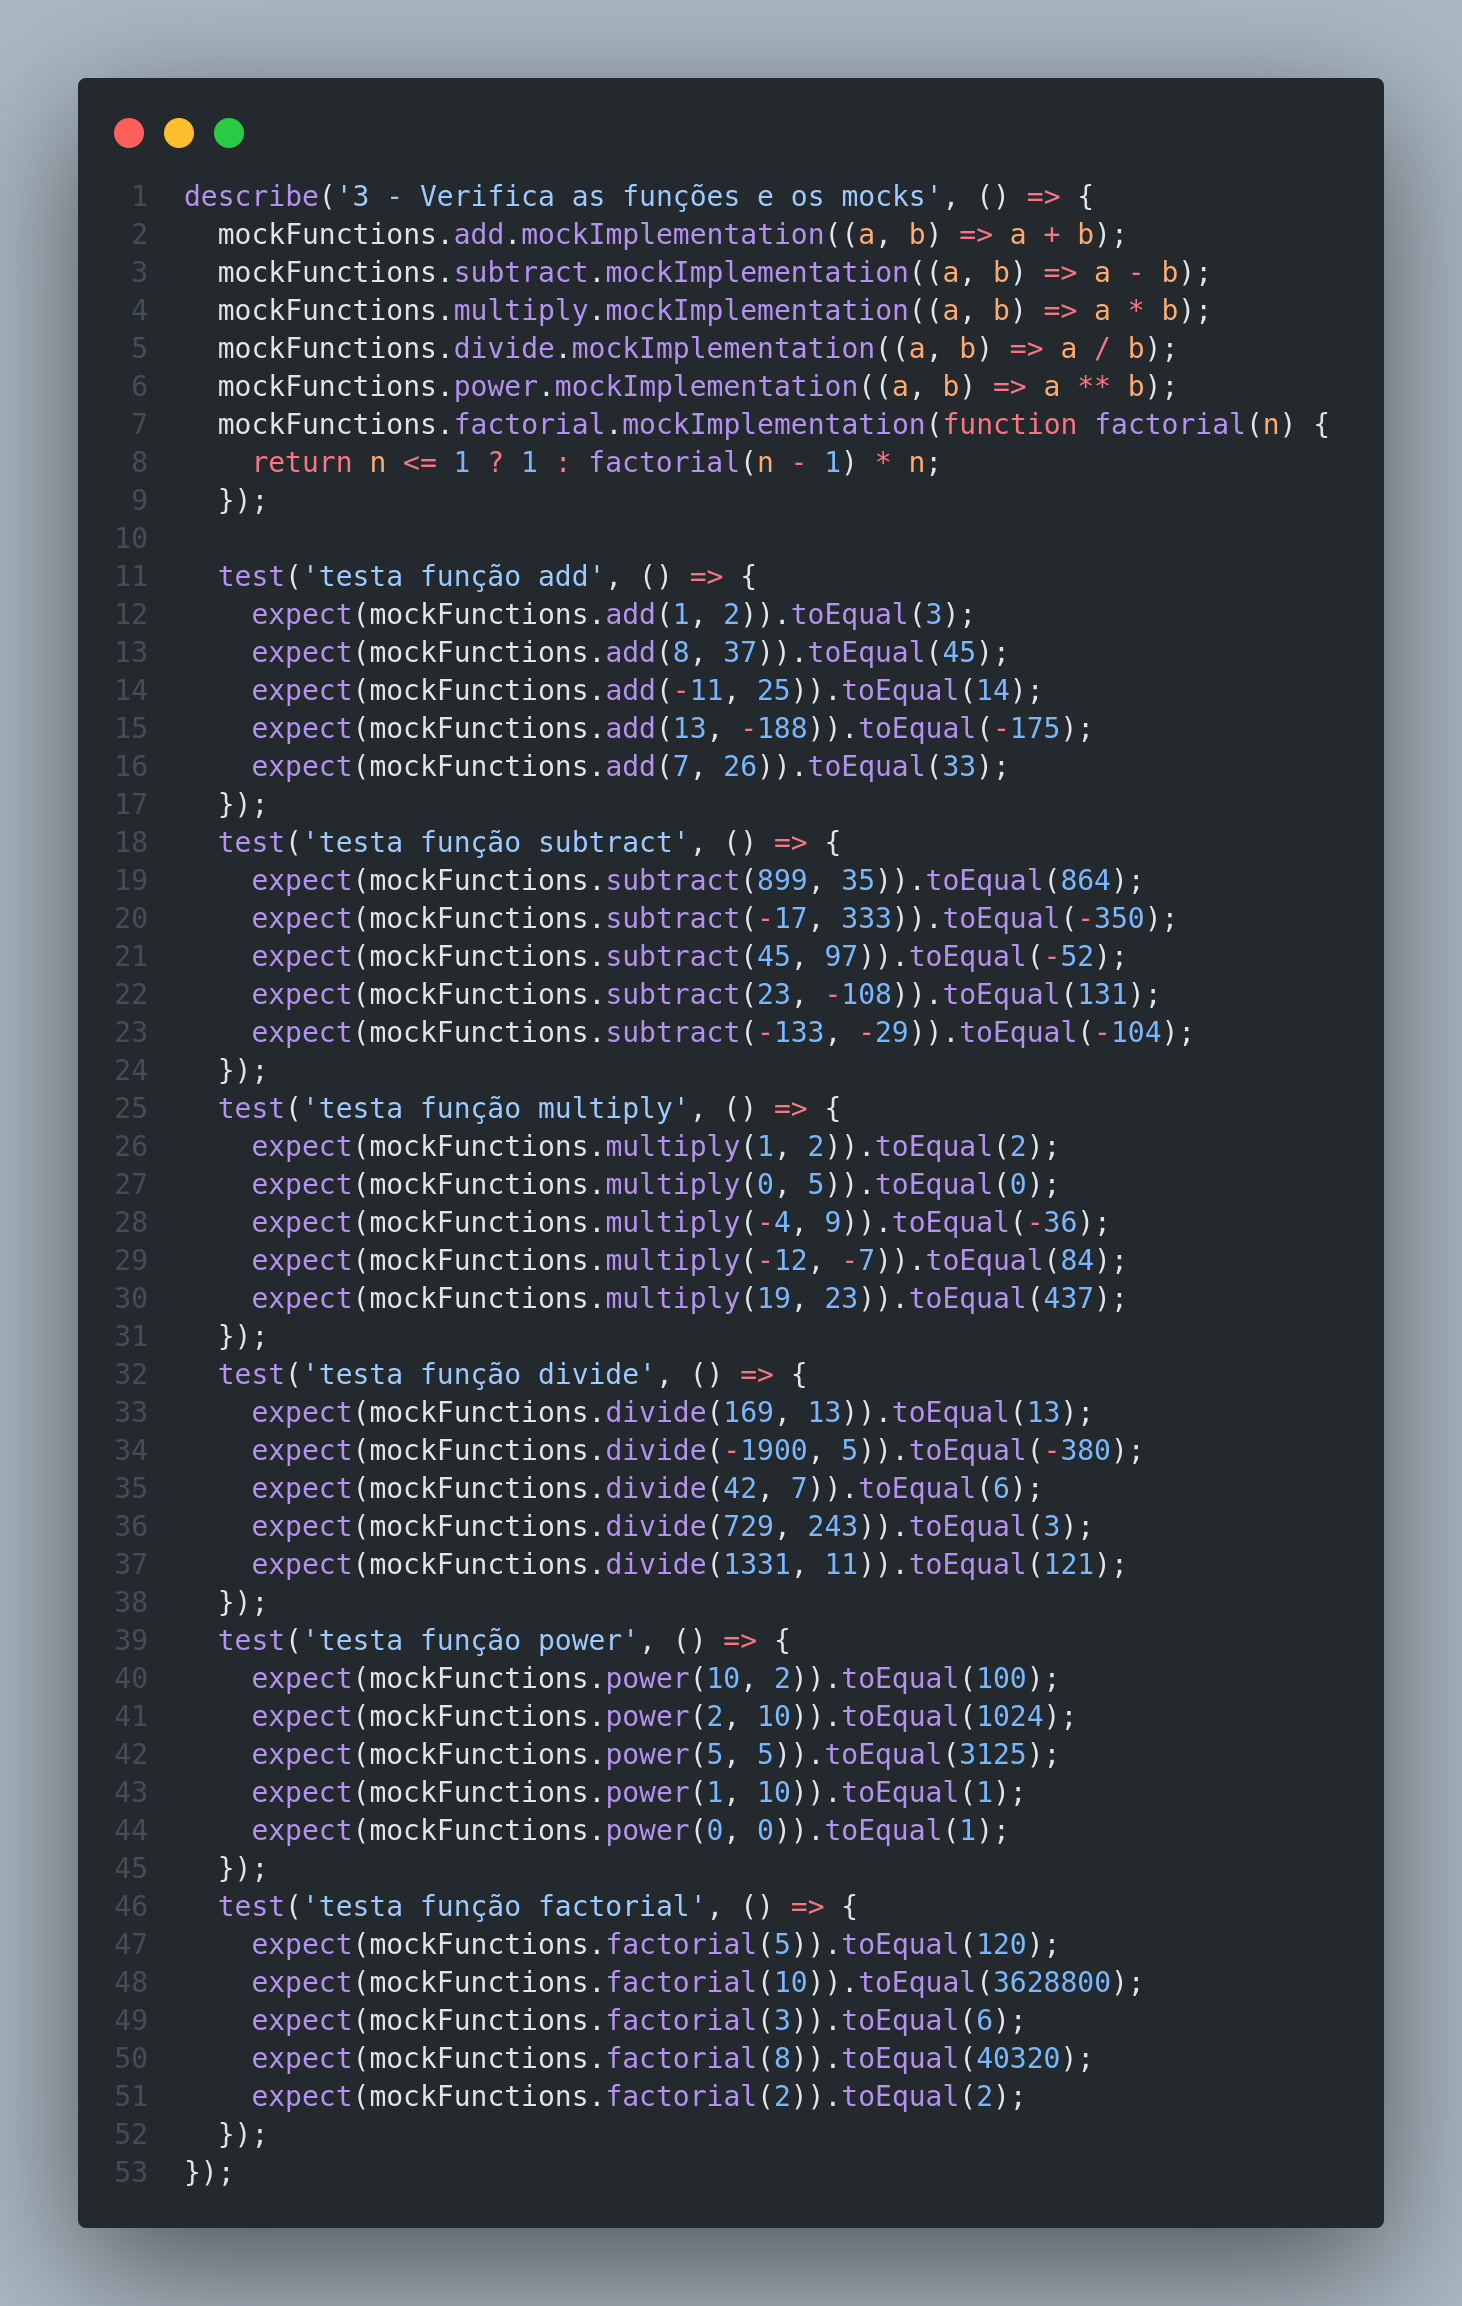 1 describe('3 - Verifica as funções e os mocks', () => {
2 mockFunctions.add.mockImplementation((a, b) => a + b);
3 mockFunctions.subtract.mockImplementation((a, b) => a - b);
4 mockFunctions.multiply.mockImplementation((a, b) => a * b);
5 mockFunctions.divide.mockImplementation((a, b) => a / b);
6 mockFunctions.power.mockImplementation((a, b) => a ** b);
7 mockFunctions.factorial.mockImplementation(function factorial(n) {
8 return n <= 1 ? 1 : factorial(n - 1) * n;
9 });
10
11 test('testa função add', () => {
12 expect(mockFunctions.add(1, 2)).toEqual(3);
13 expect(mockFunctions.add(8, 37)).toEqual(45);
14 expect(mockFunctions.add(-11, 25)).toEqual(14);
15 expect(mockFunctions.add(13, -188)).toEqual(-175);
16 expect(mockFunctions.add(7, 26)).toEqual(33);
17 });
18 test('testa função subtract', () => {
19 expect(mockFunctions.subtract(899, 35)).toEqual(864);
20 expect(mockFunctions.subtract(-17, 333)).toEqual(-350);
21 expect(mockFunctions.subtract(45, 97)).toEqual(-52);
22 expect(mockFunctions.subtract(23, -108)).toEqual(131);
23 expect(mockFunctions.subtract(-133, -29)).toEqual(-104);
24 });
25 test('testa função multiply', () => {
26 expect(mockFunctions.multiply(1, 2)).toEqual(2);
27 expect(mockFunctions.multiply(0, 5)).toEqual(0);
28 expect(mockFunctions.multiply(-4, 9)).toEqual(-36);
29 expect(mockFunctions.multiply(-12, -7)).toEqual(84);
30 expect(mockFunctions.multiply(19, 23)).toEqual(437);
31 });
32 test('testa função divide', () => {
33 expect(mockFunctions.divide(169, 13)).toEqual(13);
34 expect(mockFunctions.divide(-1900, 5)).toEqual(-380);
35 expect(mockFunctions.divide(42, 7)).toEqual(6);
36 expect(mockFunctions.divide(729, 243)).toEqual(3);
37 expect(mockFunctions.divide(1331, 11)).toEqual(121);
38 });
39 test('testa função power', () => {
40 expect(mockFunctions.power(10, 2)).toEqual(100);
41 expect(mockFunctions.power(2, 10)).toEqual(1024);
42 expect(mockFunctions.power(5, 5)).toEqual(3125);
43 expect(mockFunctions.power(1, 10)).toEqual(1);
44 expect(mockFunctions.power(0, 0)).toEqual(1);
45 });
46 test('testa função factorial', () => {
47 expect(mockFunctions.factorial(5)).toEqual(120);
48 expect(mockFunctions.factorial(10)).toEqual(3628800);
49 expect(mockFunctions.factorial(3)).toEqual(6);
50 expect(mockFunctions.factorial(8)).toEqual(40320);
51 expect(mockFunctions.factorial(2)).toEqual(2);
52 });
53 });